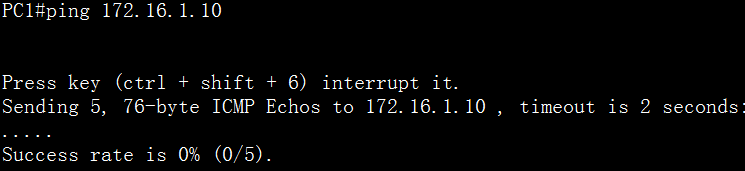 PC1#ping 172.16.1.10
Press key (ctrl + shift + 6) interrupt it.
Sending 5, 76-byte ICMP Echos to 172.16.1.10 , timeout is 2 seconds:
.....
Success rate is 0% (0/5).